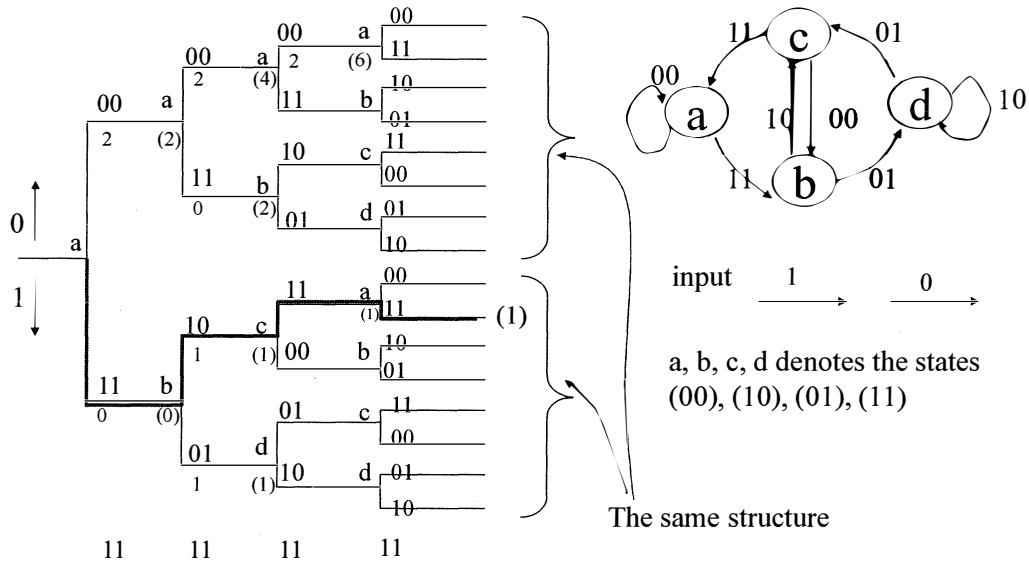 00
00 a 11
00 a 2 (6) 10
2 (4) 11 b 01
00 a 10 c 11
2 (2) 00
11 b 01 d 01
0 (2) 10
0
a
1
11 a 00
10 c (1) 11 (1)
1 (1) 00 b 10
01
11 b 01 c 11
0 (0) 00
01 d 10 d 01
1 (1) 10
11 11 11 11
11 c 01
00 a d 10
10 00
11 b 01
input 1 0
a, b, c, d denotes the states
(00), (10), (01), (11)
The same structure